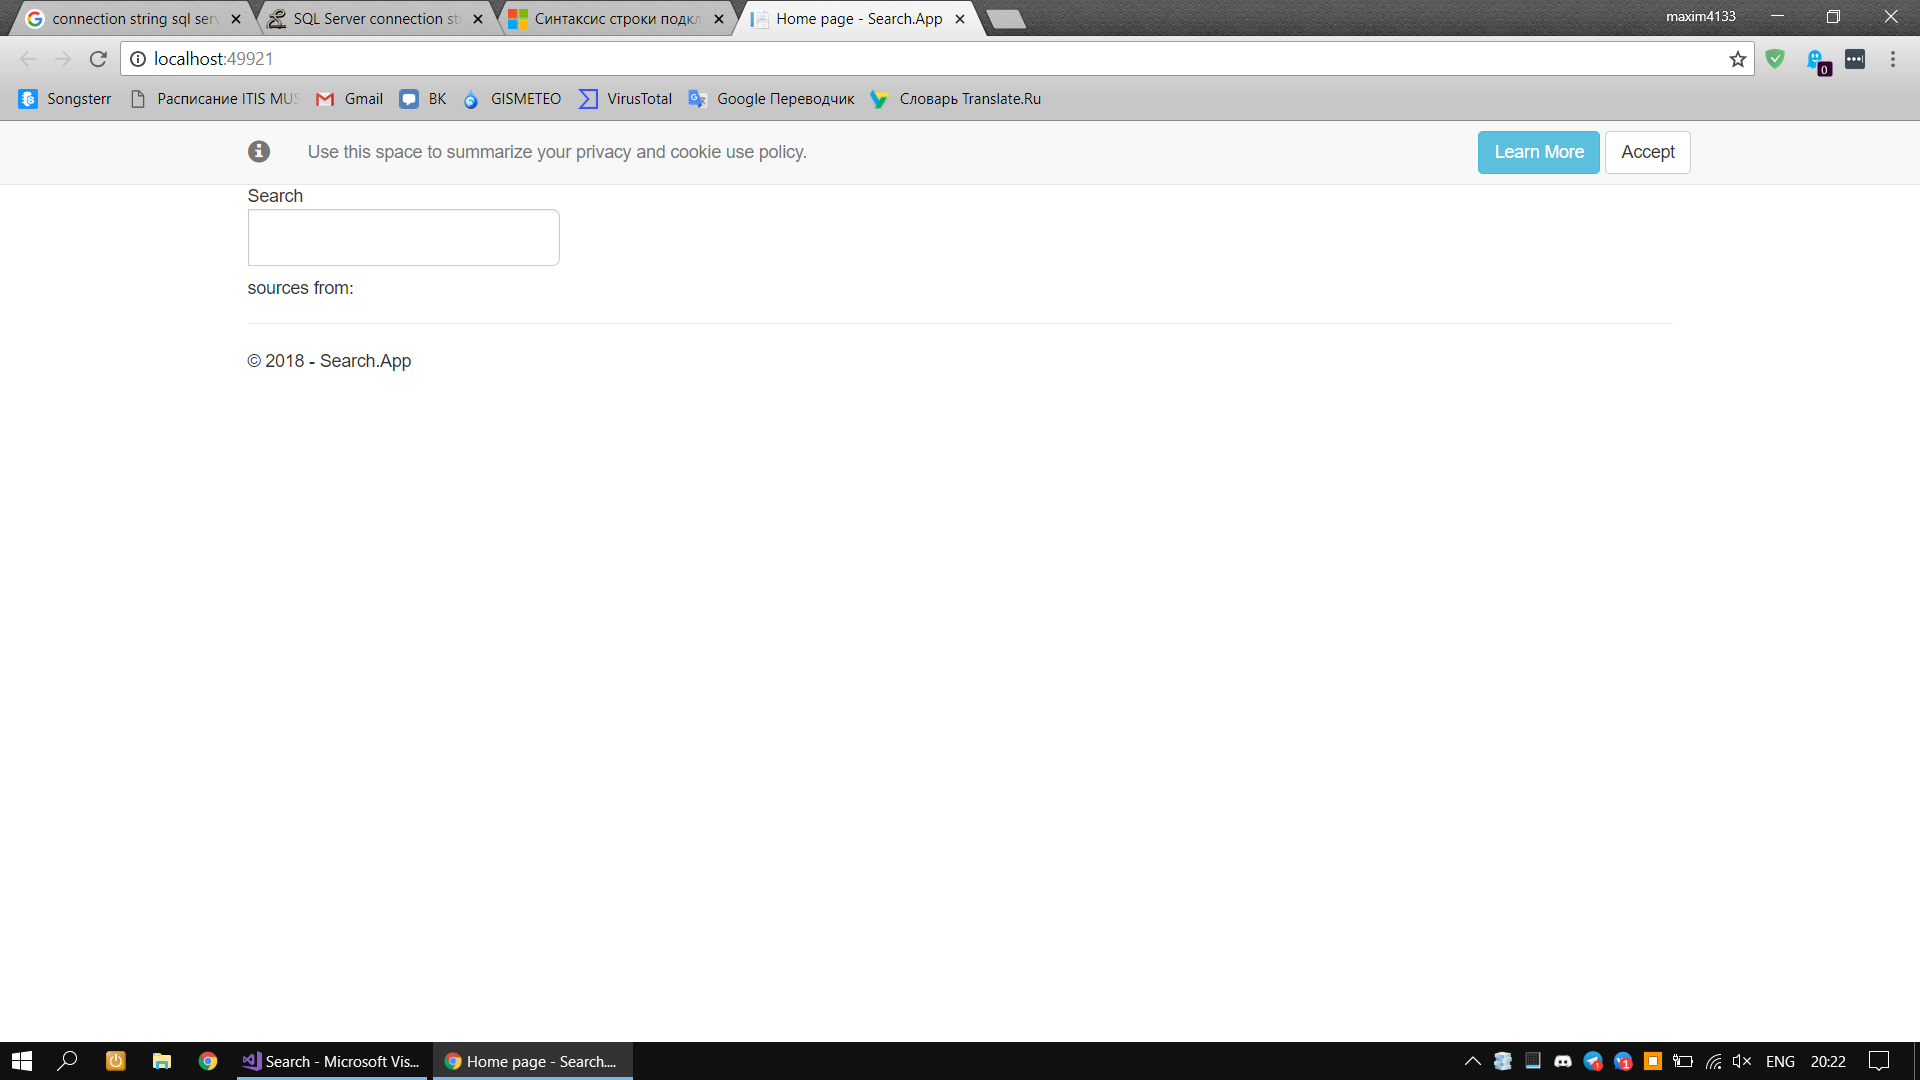 connection string sql serv
SQL Server connection st
Синтаксис строки подкл
Home page - Search.App
maxim4133
localhost:49921
0
Songsterr
Расписание ITIS MUS
Gmail
ВК
GISMETEO
VirusTotal
Google Переводчик
Словарь Translate.Ru
Use this space to summarize your privacy and cookie use policy.
Learn More
Accept
Search
sources from:
© 2018 - Search.App
Search - Microsoft Vis...
Home page - Search....
1
1
ENG
20:22